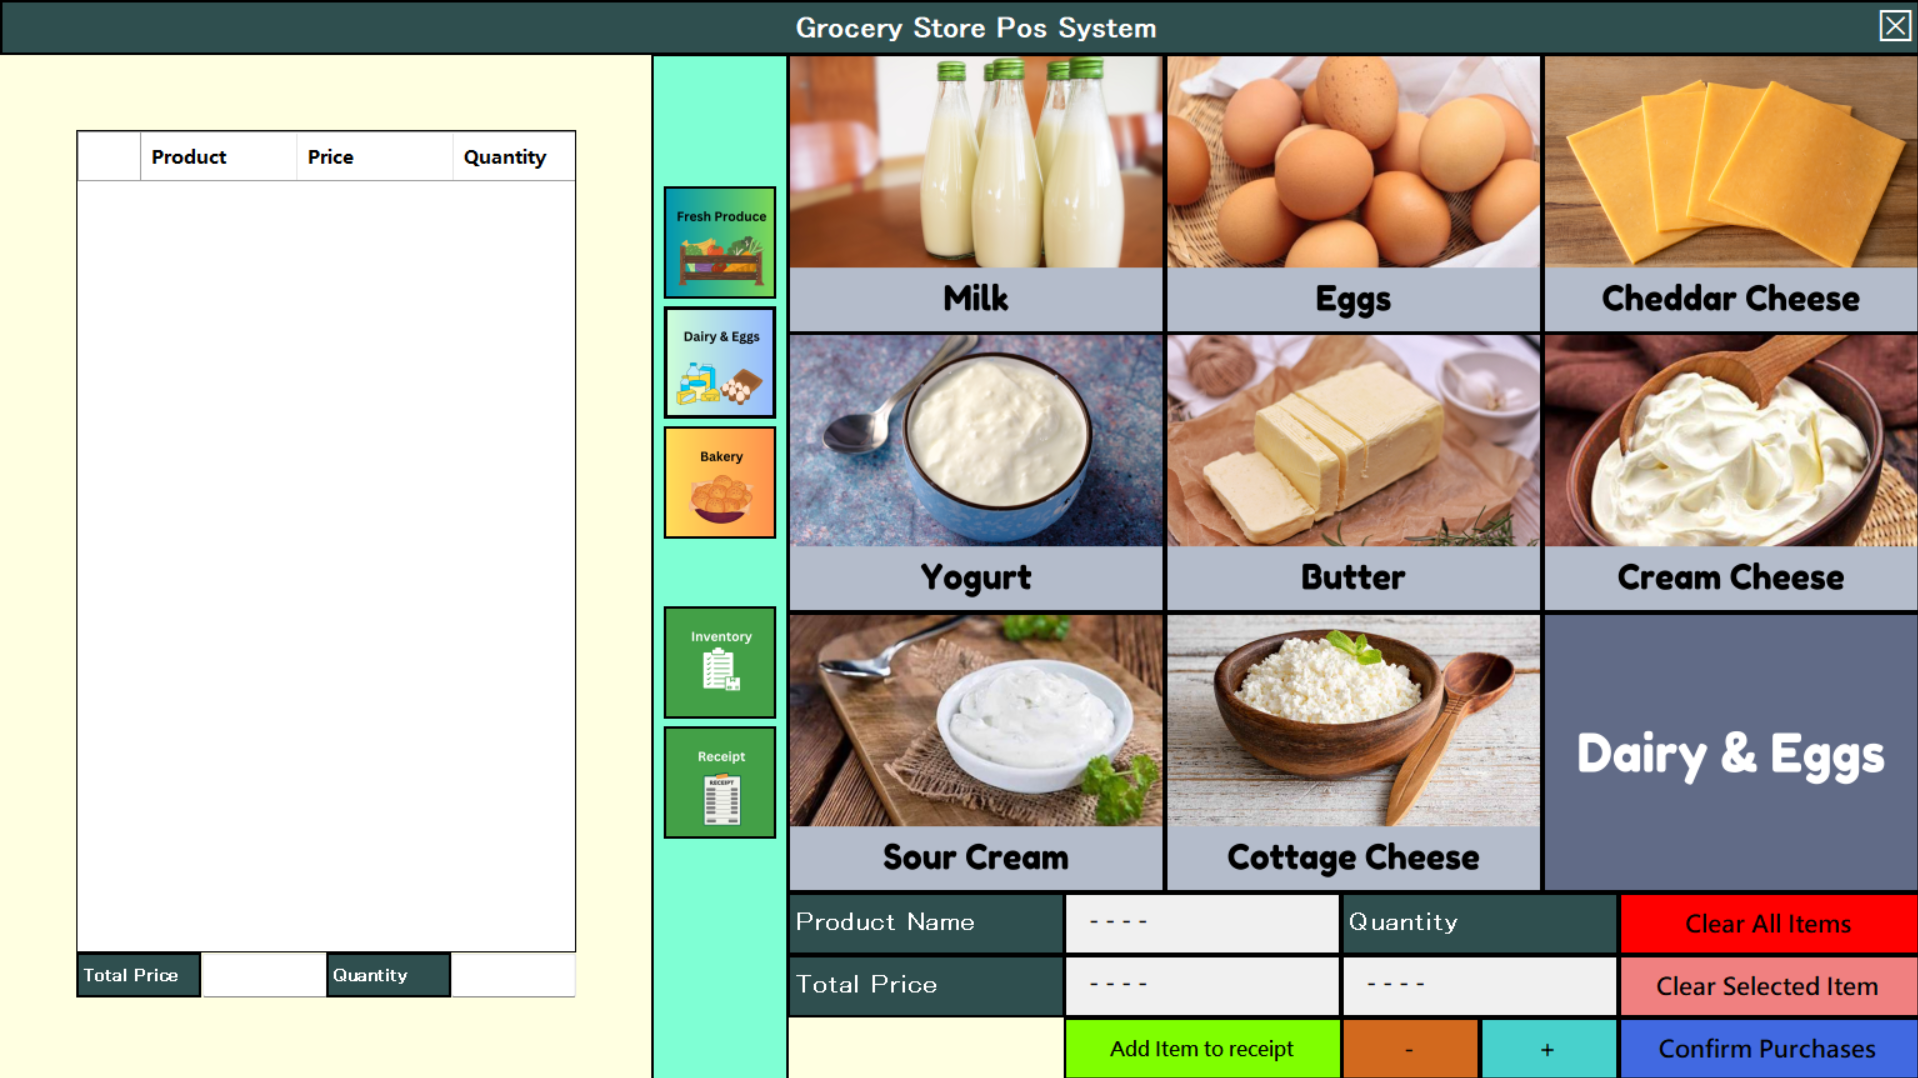 Grocery Store Pos System
Product Price Quantity
Total Price Quantity
Fresh Produce
Dairy & Eggs
Bakery
Inventory
Receipt
RECEIPT
Milk Eggs Cheddar Cheese
Yogurt Butter Cream Cheese
Sour Cream Cottage Cheese Dairy & Eggs
Product Name - - - - Quantity Clear All Items
Total Price - - - - - - - - Clear Selected Item
Add Item to receipt - + Confirm Purchases